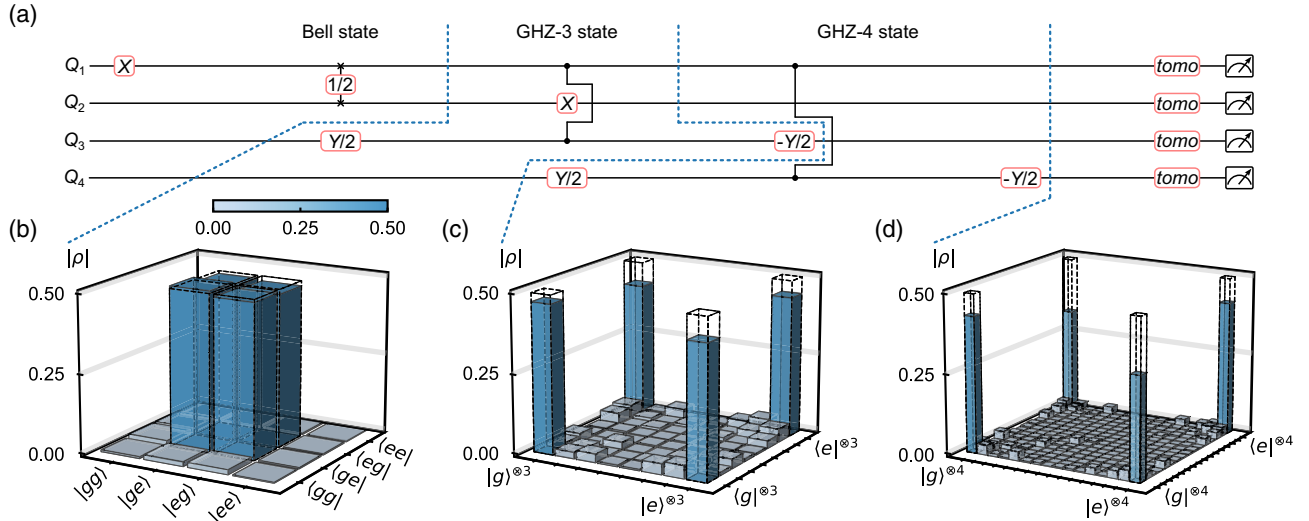 (a)
Bell state GHZ-3 state GHZ-4 state
Q₁ X tomo
1/2
Q₂ X tomo
Q₃ Y/2 -Y/2 tomo
Q₄ Y/2 -Y/2 tomo
0.00 0.25 0.50
(b)
|ρ|
0.50
0.25
0.00
|gg⟩ |ge⟩ |eg⟩ |ee⟩
⟨gg| ⟨ge| ⟨eg| ⟨ee|
(c)
|ρ|
0.50
0.25
0.00
|g⟩⊗3 |e⟩⊗3
⟨g|⊗3 ⟨e|⊗3
(d)
|ρ|
0.50
0.25
0.00
|g⟩⊗4 |e⟩⊗4
⟨g|⊗4 ⟨e|⊗4